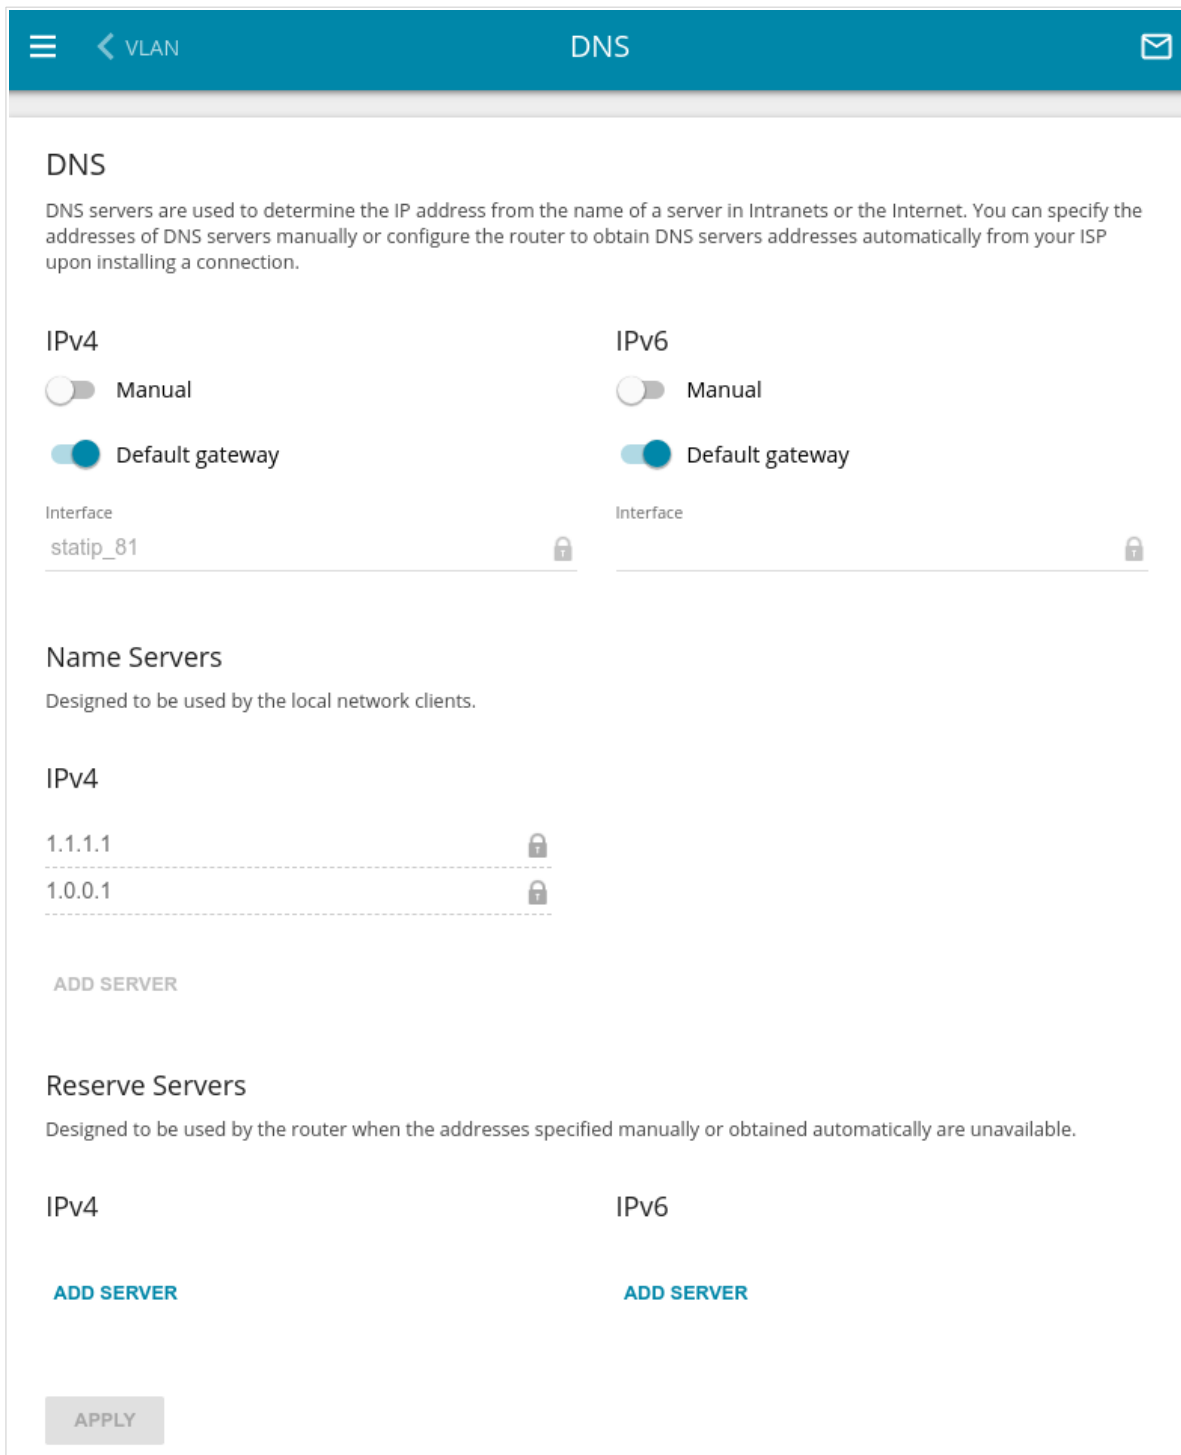 VLAN
DNS
DNS
DNS servers are used to determine the IP address from the name of a server in Intranets or the Internet. You can specify the
addresses of DNS servers manually or configure the router to obtain DNS servers addresses automatically from your ISP
upon installing a connection.
IPv4
IPv6
Manual
Manual
Default gateway
Default gateway
Interface
Interface
statip_81
Name Servers
Designed to be used by the local network clients.
IPv4
1.1.1.1
1.0.0.1
ADD SERVER
Reserve Servers
Designed to be used by the router when the addresses specified manually or obtained automatically are unavailable.
IPv4
IPv6
ADD SERVER
ADD SERVER
APPLY